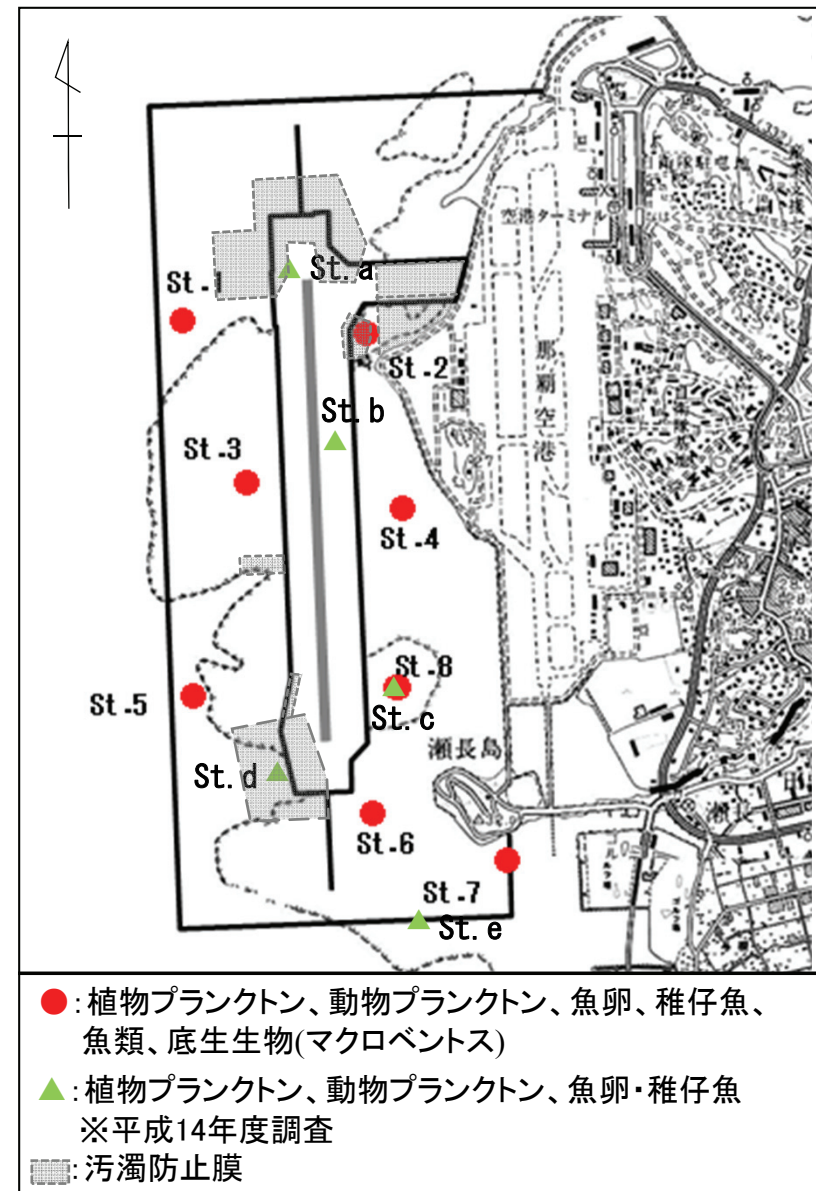 空港ターミナル
St.1
St.a
St.2
那覇空港
St.b
St.3
St.4
St.8
St.5
St.c
瀬長島
St.d
St.6
St.7
St.e
●:植物プランクトン、動物プランクトン、魚卵、稚仔魚、
魚類、底生生物(マクロベントス)
▲:植物プランクトン、動物プランクトン、魚卵・稚仔魚
※平成14年度調査
:汚濁防止膜